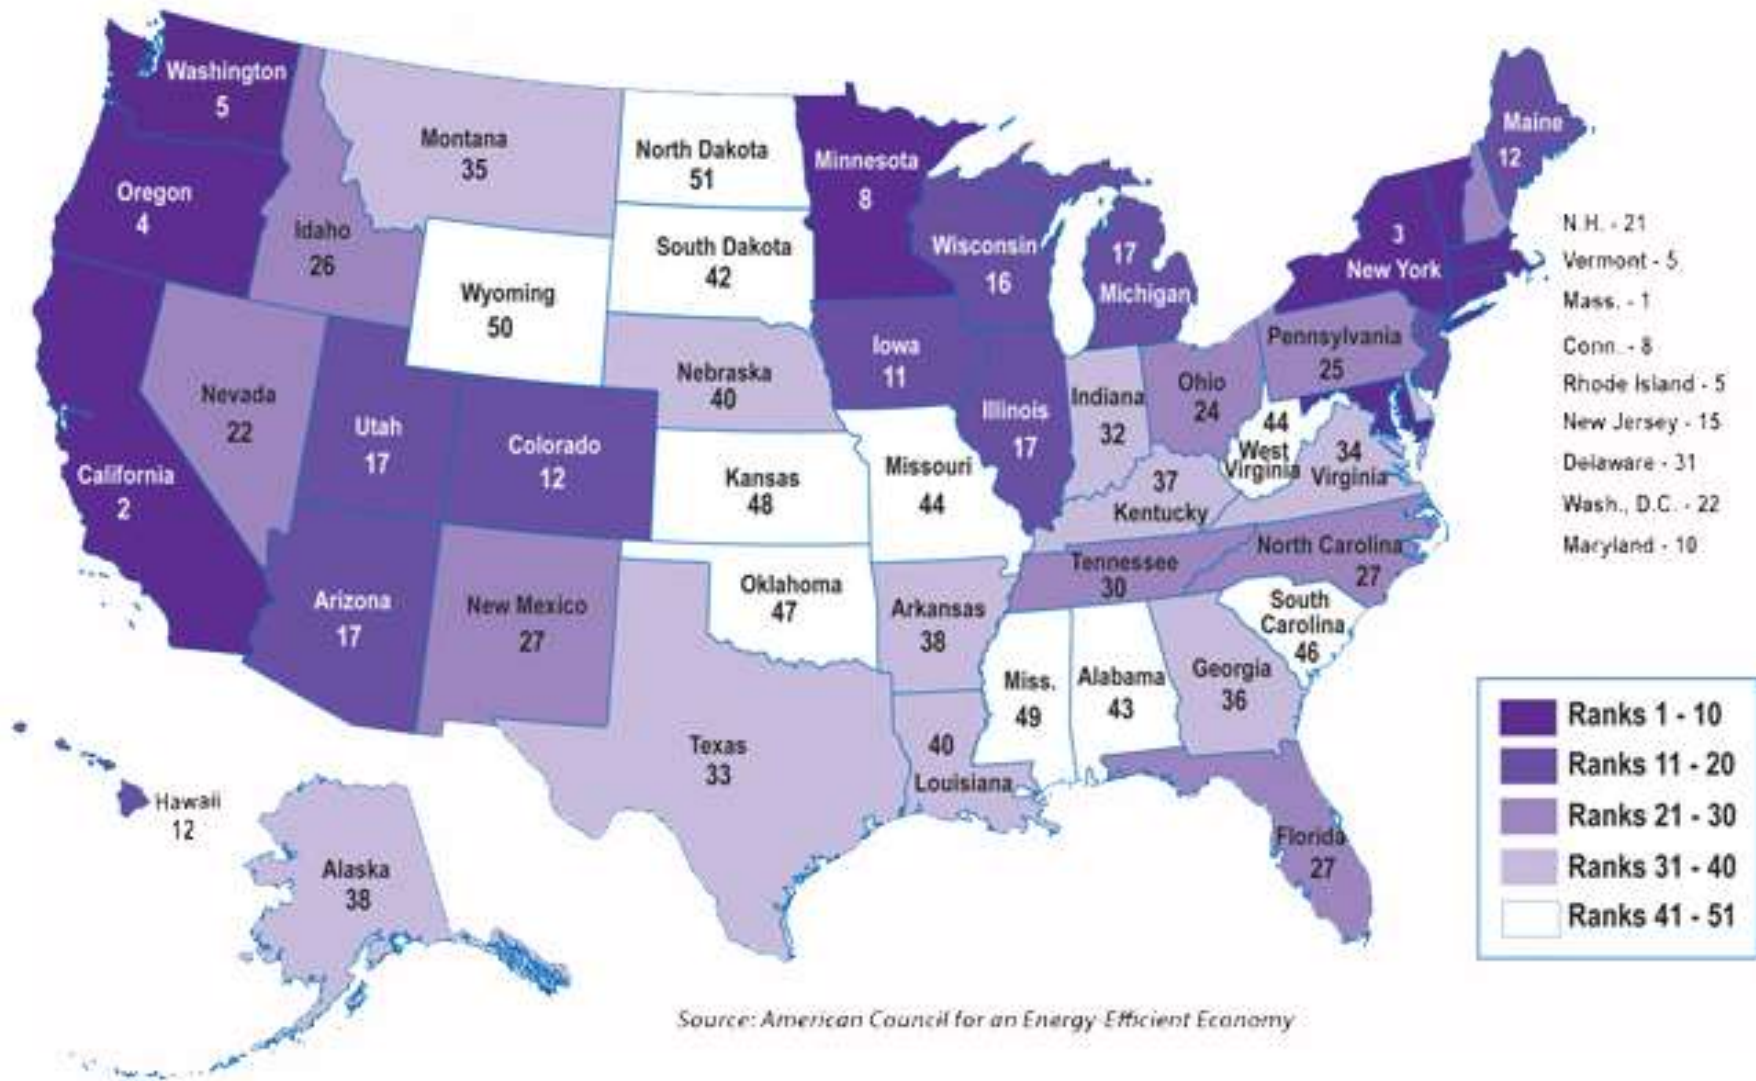 Washington
5
Oregon
4
California
2
Idaho
26
Nevada
22
Montana
35
Wyoming
50
Utah
17
Colorado
12
Arizona
17
New Mexico
27
North Dakota
51
South Dakota
42
Nebraska
40
Kansas
48
Oklahoma
47
Texas
33
Minnesota
8
Iowa
11
Missouri
44
Arkansas
38
40
Louisiana
Wisconsin
16
Illinois
17
17
Michigan
Indiana
32
Ohio
24
37
Kentucky
Tennessee
30
Miss.
49
Alabama
43
Georgia
36
Florida
27
South
Carolina
46
North Carolina
27
34
Virginia
44
West
Virginia
Pennsylvania
25
3
New York
Maine
12
N.H. - 21
Vermont - 5
Mass. - 1
Conn. - 8
Rhode Island - 5
New Jersey - 15
Delaware - 31
Wash., D.C. - 22
Maryland - 10
Hawaii
12
Alaska
38
Ranks 1 - 10
Ranks 11 - 20
Ranks 21 - 30
Ranks 31 - 40
Ranks 41 - 51
Source: American Council for an Energy-Efficient Economy